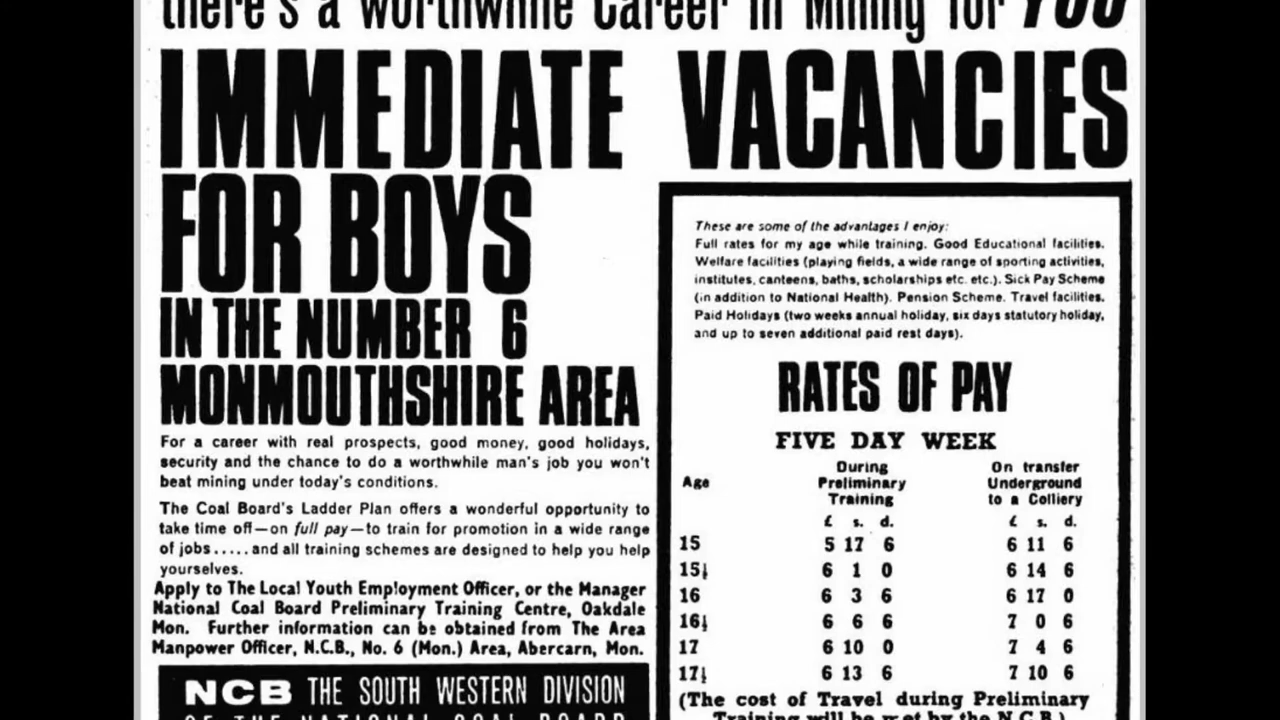 there's a worthwhile Career in Mining for YOU
IMMEDIATE VACANCIES
FOR BOYS
IN THE NUMBER 6
MONMOUTHSHIRE AREA
For a career with real prospects, good money, good holidays,
security and the chance to do a worthwhile man's job you won't
beat mining under today's conditions.
The Coal Board's Ladder Plan offers a wonderful opportunity to
take time off—on full pay—to train for promotion in a wide range
of jobs.....and all training schemes are designed to help you help
yourselves.
Apply to The Local Youth Employment Officer, or the Manager
National Coal Board Preliminary Training Centre, Oakdale
Mon. Further information can be obtained from The Area
Manpower Officer, N.C.B., No. 6 (Mon.) Area, Abercarn, Mon.
NCB THE SOUTH WESTERN DIVISION
OF THE NATIONAL COAL BOARD
These are some of the advantages I enjoy:
Full rates for my age while training. Good Educational facilities.
Welfare facilities (playing fields, a wide range of sporting activities,
institutes, canteens, baths, scholarships etc. etc.). Sick Pay Scheme
(in addition to National Health). Pension Scheme. Travel facilities.
Paid Holidays (two weeks annual holiday, six days statutory holiday,
and up to seven additional paid rest days).
RATES OF PAY
FIVE DAY WEEK
Age During Preliminary Training On transfer Underground to a Colliery
£ s. d. £ s. d.
15 5 17 6 6 11 6
15½ 6 1 0 6 14 6
16 6 3 6 6 17 0
16½ 6 6 6 7 0 6
17 6 10 0 7 4 6
17½ 6 13 6 7 10 6
(The cost of Travel during Preliminary
Training will be met by the N.C.B.)